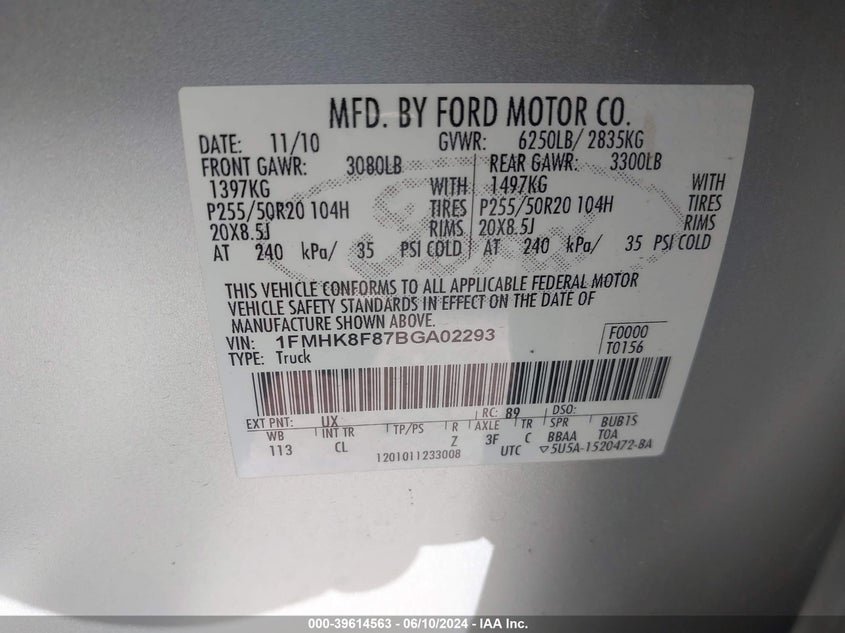 MFD. BY FORD MOTOR CO.
DATE: 11/10 GVWR: 6250LB/ 2835KG
FRONT GAWR: 3080LB REAR GAWR: 3300LB
1397KG WITH 1497KG WITH
P255/50R20 104H TIRES P255/50R20 104H TIRES
20X8.5J RIMS 20X8.5J RIMS
AT 240 kPa/ 35 PSI COLD AT 240 kPa/ 35 PSI COLD
THIS VEHICLE CONFORMS TO ALL APPLICABLE FEDERAL MOTOR
VEHICLE SAFETY STANDARDS IN EFFECT ON THE DATE OF
MANUFACTURE SHOWN ABOVE.
VIN: 1FMHK8F87BGA02293 F0000
TYPE: Truck T0156
EXT PNT: UX RC: 89 DSO:
WB INT TR TP/PS R AXLE TR SPR BUB1S
113 CL Z 3F C BBAA TOA
1201011233008 UTC ▽5U5A-1520472-BA
000-39614563 - 06/10/2024 - IAA Inc.